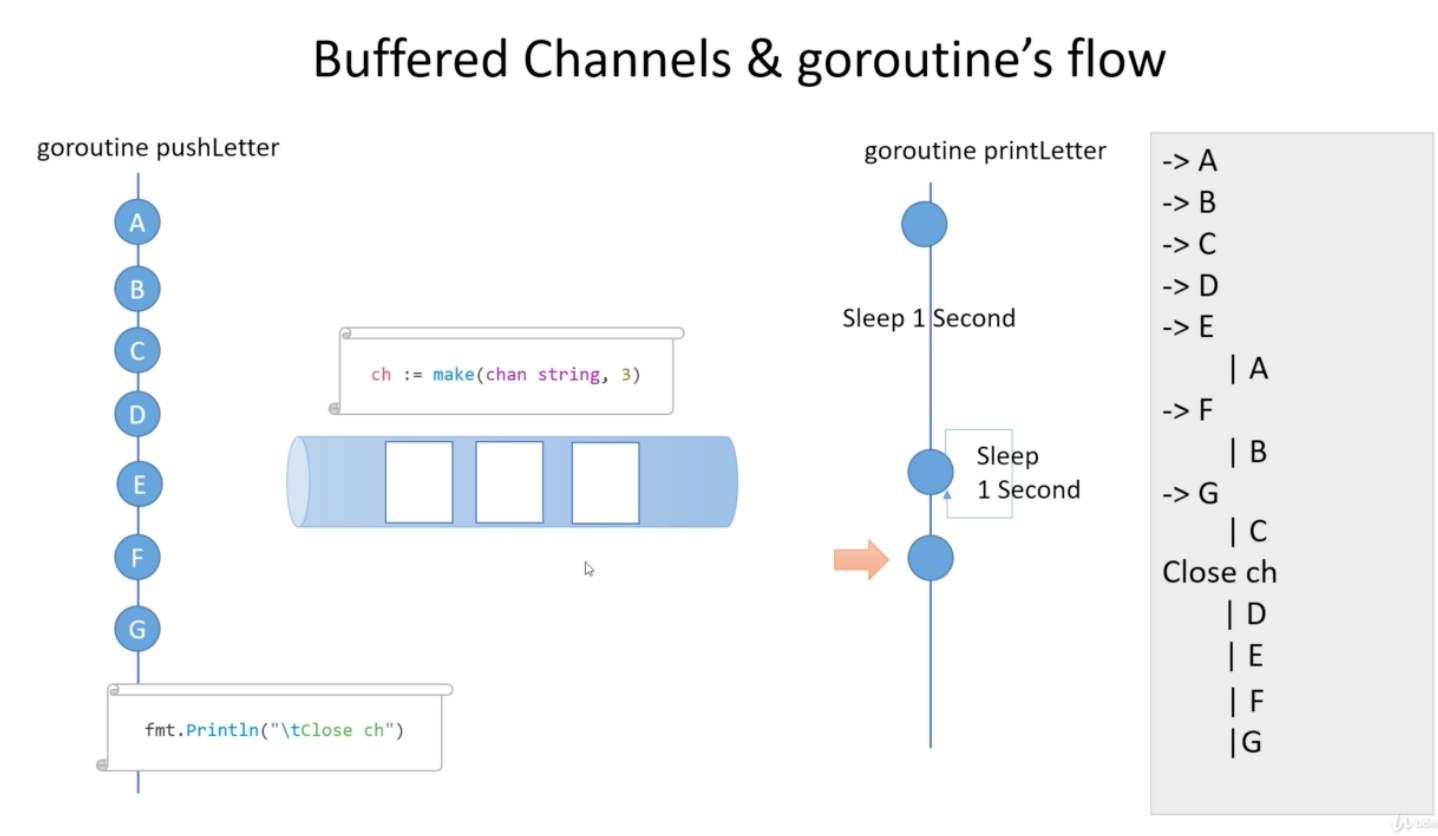 Buffered Channels & goroutine’s flow
goroutine pushLetter
A
B
C
D
E
F
G
fmt.Println("\tClose ch")
ch := make(chan string, 3)
goroutine printLetter
Sleep 1 Second
Sleep
1 Second
-> A
-> B
-> C
-> D
-> E
| A
-> F
| B
-> G
| C
Close ch
| D
| E
| F
|G